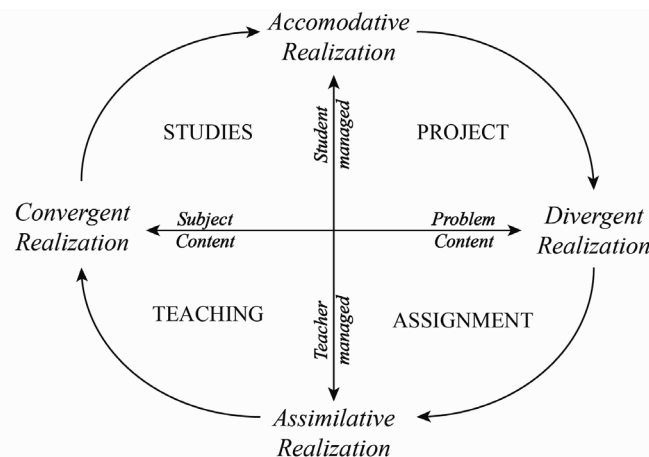 Accomodative
Realization
STUDIES
PROJECT
Student
managed
Convergent
Realization
Subject
Content
Problem
Content
Divergent
Realization
TEACHING
ASSIGNMENT
Teacher
managed
Assimilative
Realization